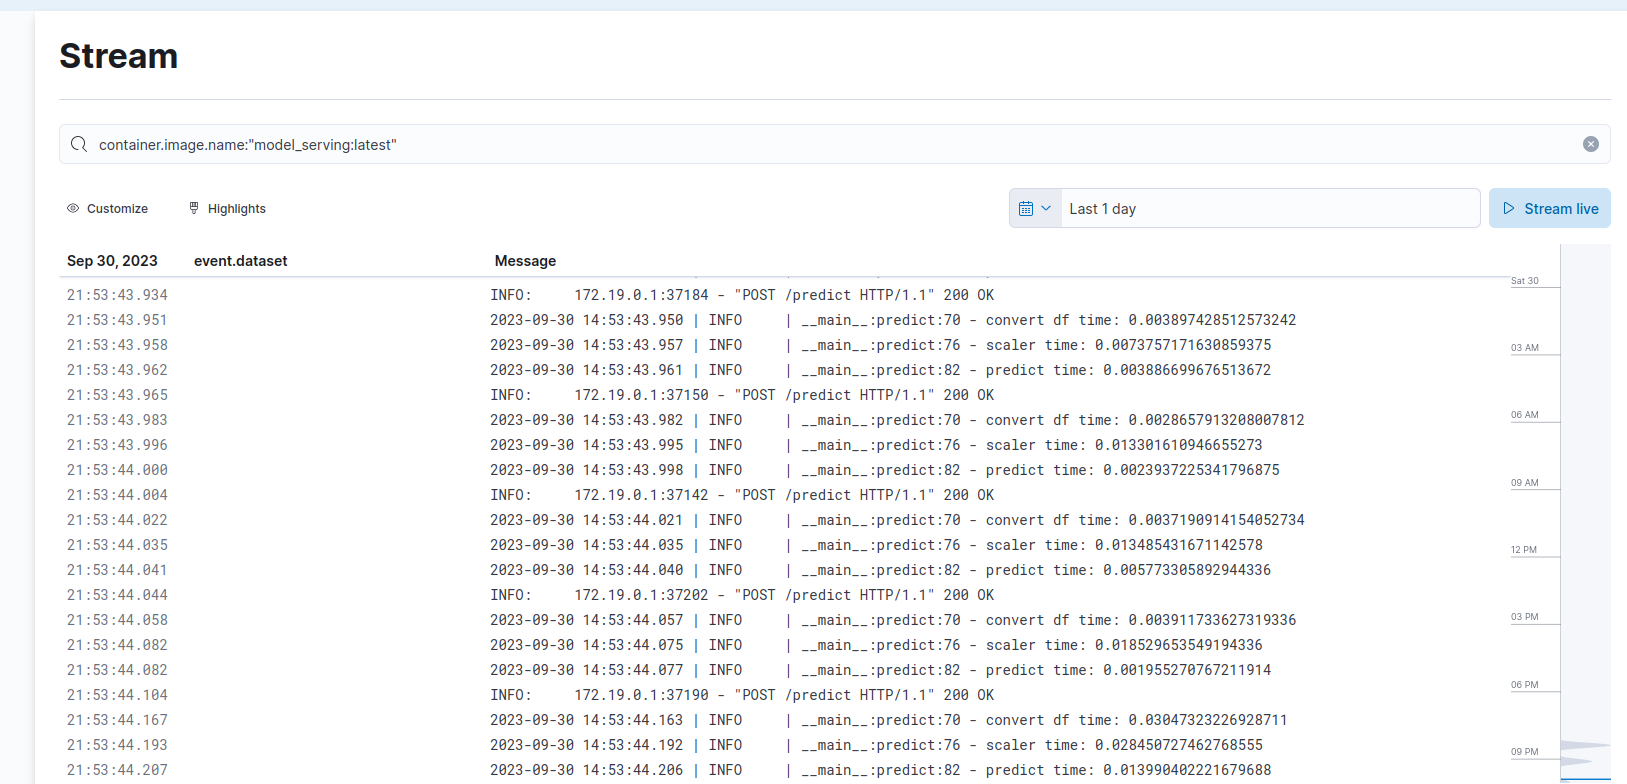 Stream
container.image.name:"model_serving:latest"
Customize Highlights Last 1 day Stream live
Sep 30, 2023 event.dataset Message
Sat 30
21:53:43.934 INFO: 172.19.0.1:37184 - "POST /predict HTTP/1.1" 200 OK
21:53:43.951 2023-09-30 14:53:43.950 | INFO | __main__:predict:70 - convert df time: 0.003897428512573242
21:53:43.958 2023-09-30 14:53:43.957 | INFO | __main__:predict:76 - scaler time: 0.0073757171630859375
03 AM
21:53:43.962 2023-09-30 14:53:43.961 | INFO | __main__:predict:82 - predict time: 0.003886699676513672
21:53:43.965 INFO: 172.19.0.1:37150 - "POST /predict HTTP/1.1" 200 OK
06 AM
21:53:43.983 2023-09-30 14:53:43.982 | INFO | __main__:predict:70 - convert df time: 0.0028657913208007812
21:53:43.996 2023-09-30 14:53:43.995 | INFO | __main__:predict:76 - scaler time: 0.013301610946655273
21:53:44.000 2023-09-30 14:53:43.998 | INFO | __main__:predict:82 - predict time: 0.0023937225341796875
09 AM
21:53:44.004 INFO: 172.19.0.1:37142 - "POST /predict HTTP/1.1" 200 OK
21:53:44.022 2023-09-30 14:53:44.021 | INFO | __main__:predict:70 - convert df time: 0.0037190914154052734
21:53:44.035 2023-09-30 14:53:44.035 | INFO | __main__:predict:76 - scaler time: 0.013485431671142578
12 PM
21:53:44.041 2023-09-30 14:53:44.040 | INFO | __main__:predict:82 - predict time: 0.005773305892944336
21:53:44.044 INFO: 172.19.0.1:37202 - "POST /predict HTTP/1.1" 200 OK
03 PM
21:53:44.058 2023-09-30 14:53:44.057 | INFO | __main__:predict:70 - convert df time: 0.003911733627319336
21:53:44.082 2023-09-30 14:53:44.075 | INFO | __main__:predict:76 - scaler time: 0.018529653549194336
21:53:44.082 2023-09-30 14:53:44.077 | INFO | __main__:predict:82 - predict time: 0.001955270767211914
06 PM
21:53:44.104 INFO: 172.19.0.1:37190 - "POST /predict HTTP/1.1" 200 OK
21:53:44.167 2023-09-30 14:53:44.163 | INFO | __main__:predict:70 - convert df time: 0.03047323226928711
21:53:44.193 2023-09-30 14:53:44.192 | INFO | __main__:predict:76 - scaler time: 0.028450727462768555
09 PM
21:53:44.207 2023-09-30 14:53:44.206 | INFO | __main__:predict:82 - predict time: 0.013990402221679688